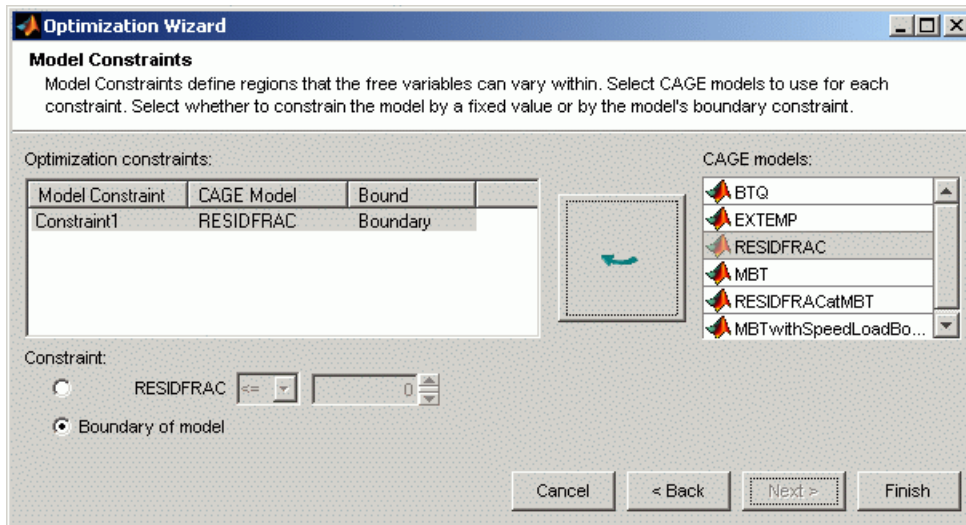 Optimization Wizard
Model Constraints
Model Constraints define regions that the free variables can vary within. Select CAGE models to use for each
constraint. Select whether to constrain the model by a fixed value or by the model's boundary constraint.
Optimization constraints:
CAGE models:
Model Constraint CAGE Model Bound
Constraint1 RESIDFRAC Boundary
BTQ
EXTEMP
RESIDFRAC
MBT
RESIDFRACatMBT
MBTwithSpeedLoadBo...
Constraint:
RESIDFRAC <= 0
Boundary of model
Cancel < Back Next > Finish